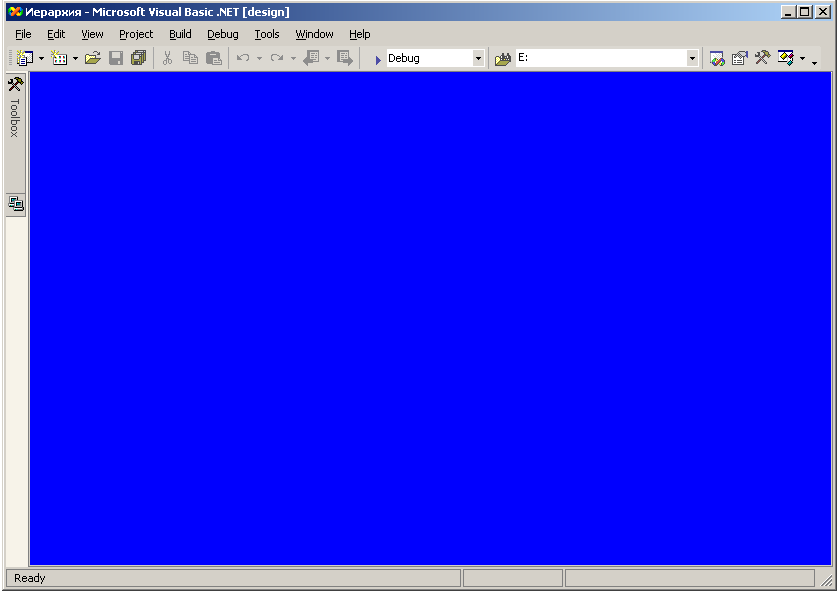 Иерархия - Microsoft Visual Basic .NET [design]
File Edit View Project Build Debug Tools Window Help
Debug E:
Toolbox
Ready